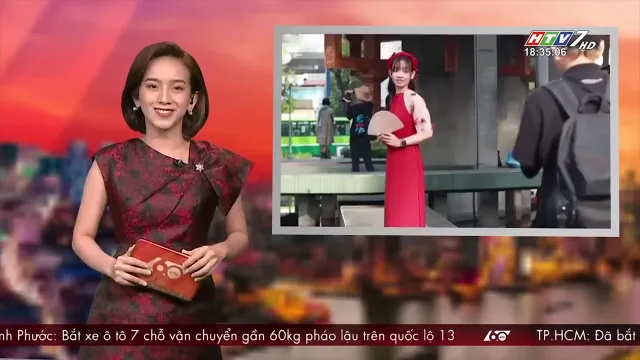 HTV7 HD
18:35:06
nh Phước: Bắt xe ô tô 7 chỗ vận chuyển gần 60kg pháo lậu trên quốc lộ 13 60 TP.HCM: Đã bắt